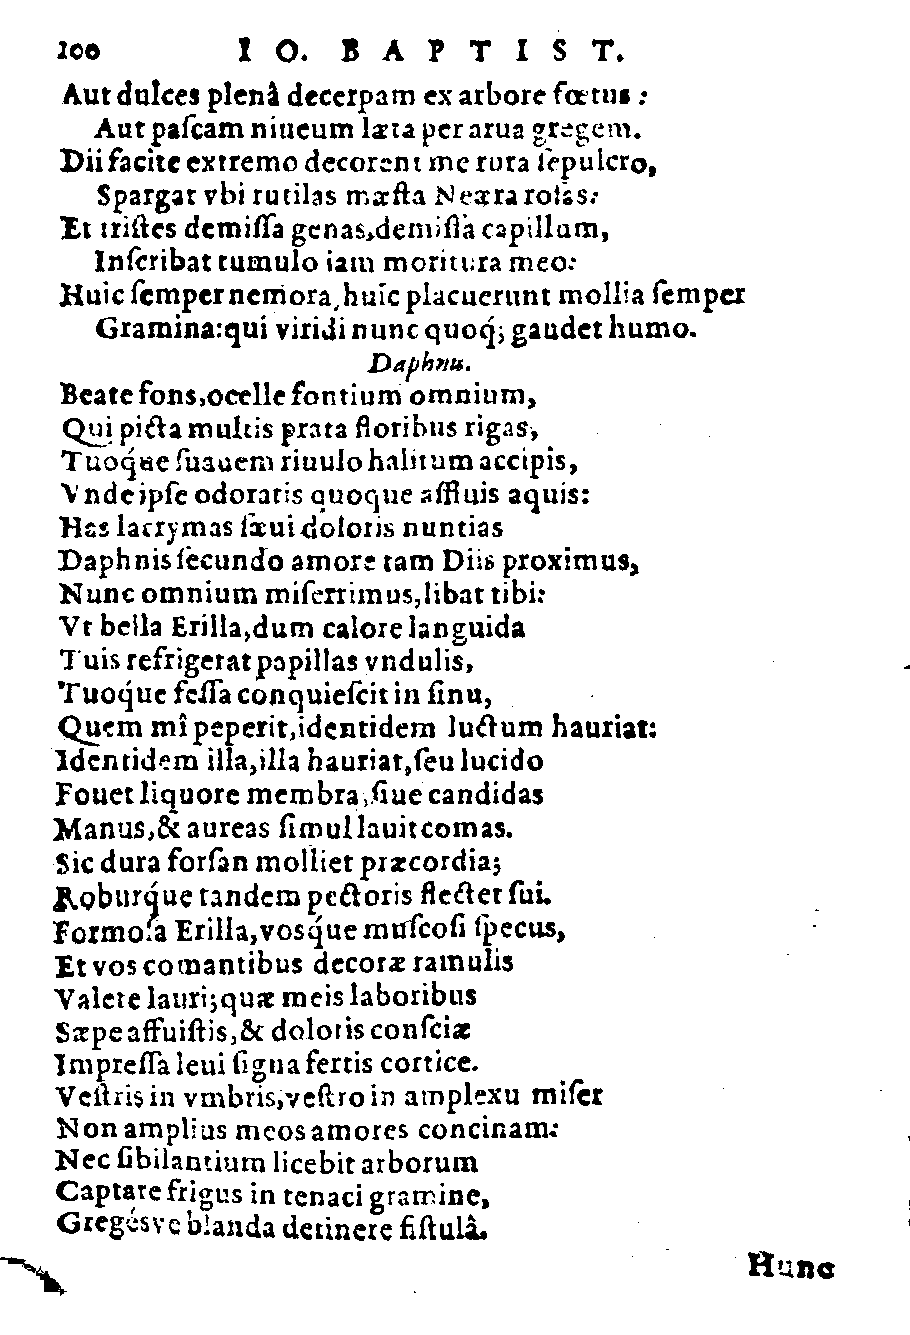 100 IO. BAPTIST.
Aut dulces plenâ decerpam ex arbore fœtus:
Aut paſcam niueum læta per arua gregem.
Dii facite extremo decorent me rura ſepulcro,
Spargat vbi rutilas mæſta Neæra roſas:
Et triſtes demiſſa genas, demiſſa capillum,
Inſcribat tumulo iam moritura meo:
Huic ſemper nemora, huic placuerunt mollia ſemper
Gramina: qui viridi nunc quoq́; gaudet humo.
Daphnis.
Beate fons, ocelle fontium omnium,
Qui picta multis prata floribus rigas,
Tuoq́ue ſuauem riuulo halitum accipis,
Vnde ipſe odoratis quoque affluis aquis:
Has lacrymas ſæui doloris nuntias
Daphnis ſecundo amore tam Diis proximus,
Nunc omnium miſerrimus, libat tibi:
Vt bella Erilla, dum calore languida
Tuis refrigerat papillas vndulis,
Tuoq́ue feſſa conquieſcit in ſinu,
Quem mî peperit, identidem luctum hauriat:
Identidem illa, illa hauriat, ſeu lucido
Fouet liquore membra, ſiue candidas
Manus, & aureas ſimul lauit comas.
Sic dura forſan molliet præcordia;
Roburq́ue tandem pectoris flectet ſui.
Formoſa Erilla, vosq́ue muſcoſi ſpecus,
Et vos comantibus decoræ ramulis
Valete lauri; quæ meis laboribus
Sæpe affuiſtis, & doloris conſciæ
Impreſſa leui ſigna fertis cortice.
Veſtris in vmbris, veſtro in amplexu miſer
Non amplius meos amores concinam:
Nec ſibilantium licebit arborum
Captare frigus in tenaci gramine,
Gregésve blanda detinere fiſtulâ.
Hunc